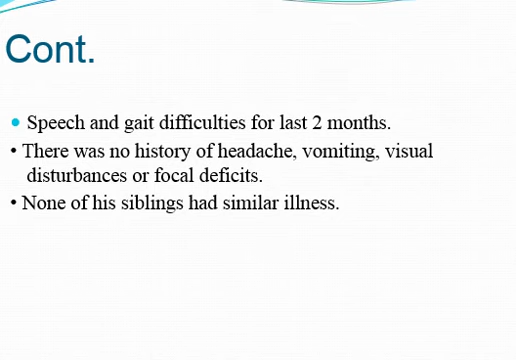 Cont.
• Speech and gait difficulties for last 2 months.
• There was no history of headache, vomiting, visual
disturbances or focal deficits.
• None of his siblings had similar illness.